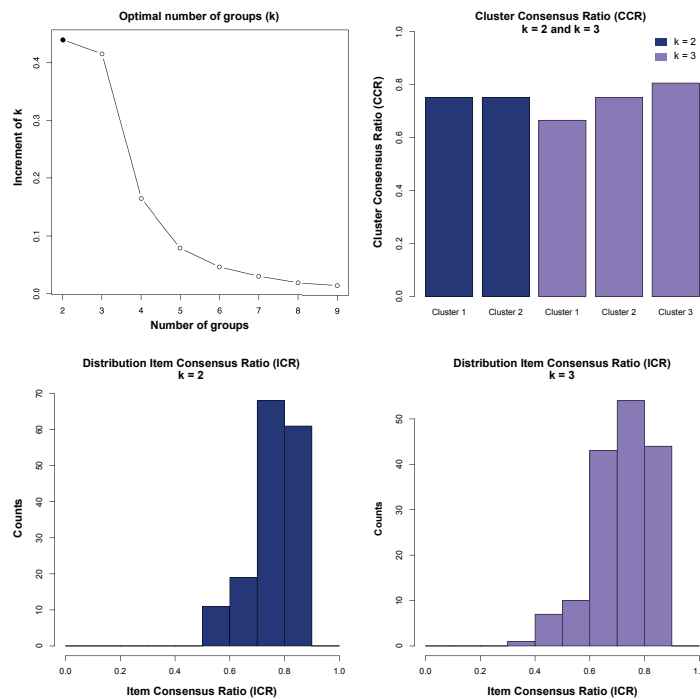 Optimal number of groups (k)
Increment of k
0.4
0.3
0.2
0.1
0.0
2 3 4 5 6 7 8 9
Number of groups
Cluster Consensus Ratio (CCR)
k = 2 and k = 3
k = 2
k = 3
Cluster Consensus Ratio (CCR)
1.0
0.8
0.6
0.4
0.2
0.0
Cluster 1 Cluster 2 Cluster 1 Cluster 2 Cluster 3
Distribution Item Consensus Ratio (ICR)
k = 2
Counts
70
60
50
40
30
20
10
0
0.0 0.2 0.4 0.6 0.8 1.0
Item Consensus Ratio (ICR)
Distribution Item Consensus Ratio (ICR)
k = 3
Counts
50
40
30
20
10
0
0.0 0.2 0.4 0.6 0.8
Item Consensus Ratio (ICR)